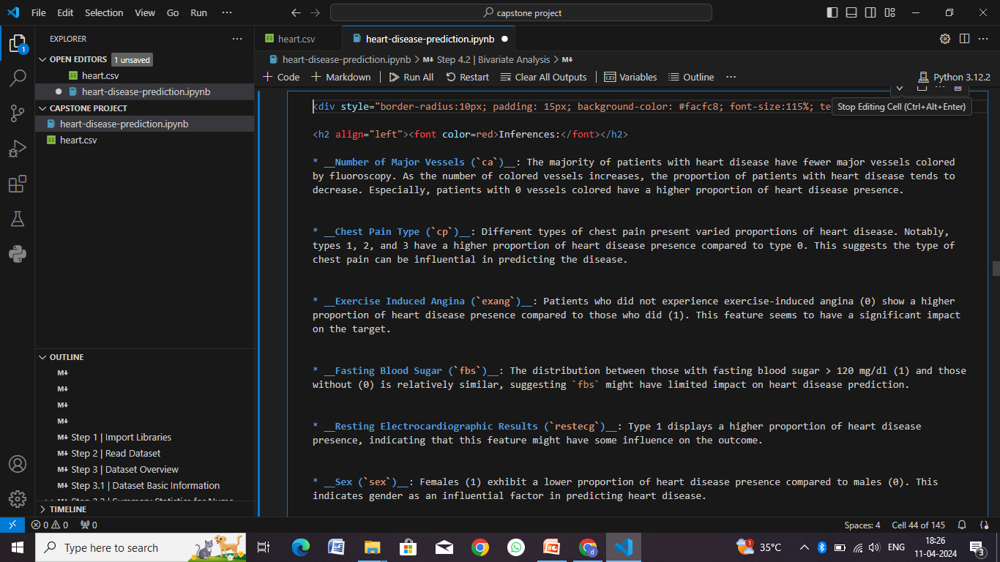 File Edit Selection View Go Run ···
capstone project
EXPLORER ···
OPEN EDITORS 1 unsaved
heart.csv
heart-disease-prediction.ipynb
CAPSTONE PROJECT
heart-disease-prediction.ipynb
heart.csv
OUTLINE
M↓
M↓
M↓
M↓
M↓ Step 1 | Import Libraries
M↓ Step 2 | Read Dataset
M↓ Step 3 | Dataset Overview
M↓ Step 3.1 | Dataset Basic Information
TIMELINE
heart.csv heart-disease-prediction.ipynb
heart-disease-prediction.ipynb > M↓ Step 4.2 | Bivariate Analysis > M↓
+ Code + Markdown Run All Restart Clear All Outputs Variables Outline ··· Python 3.12.2
<div style="border-radius:10px; padding: 15px; background-color: #facfc8; font-size:115%; te
Stop Editing Cell (Ctrl+Alt+Enter)
<h2 align="left"><font color=red>Inferences:</font></h2>
* __Number of Major Vessels (`ca`)__: The majority of patients with heart disease have fewer major vessels colored
by fluoroscopy. As the number of colored vessels increases, the proportion of patients with heart disease tends to
decrease. Especially, patients with 0 vessels colored have a higher proportion of heart disease presence.
* __Chest Pain Type (`cp`)__: Different types of chest pain present varied proportions of heart disease. Notably,
types 1, 2, and 3 have a higher proportion of heart disease presence compared to type 0. This suggests the type of
chest pain can be influential in predicting the disease.
* __Exercise Induced Angina (`exang`)__: Patients who did not experience exercise-induced angina (0) show a higher
proportion of heart disease presence compared to those who did (1). This feature seems to have a significant impact
on the target.
* __Fasting Blood Sugar (`fbs`)__: The distribution between those with fasting blood sugar > 120 mg/dl (1) and those
without (0) is relatively similar, suggesting `fbs` might have limited impact on heart disease prediction.
* __Resting Electrocardiographic Results (`restecg`)__: Type 1 displays a higher proportion of heart disease
presence, indicating that this feature might have some influence on the outcome.
* __Sex (`sex`)__: Females (1) exhibit a lower proportion of heart disease presence compared to males (0). This
indicates gender as an influential factor in predicting heart disease.
0 0 0 Spaces: 4 Cell 44 of 145
Type here to search
35°C ENG 18:26
11-04-2024
3